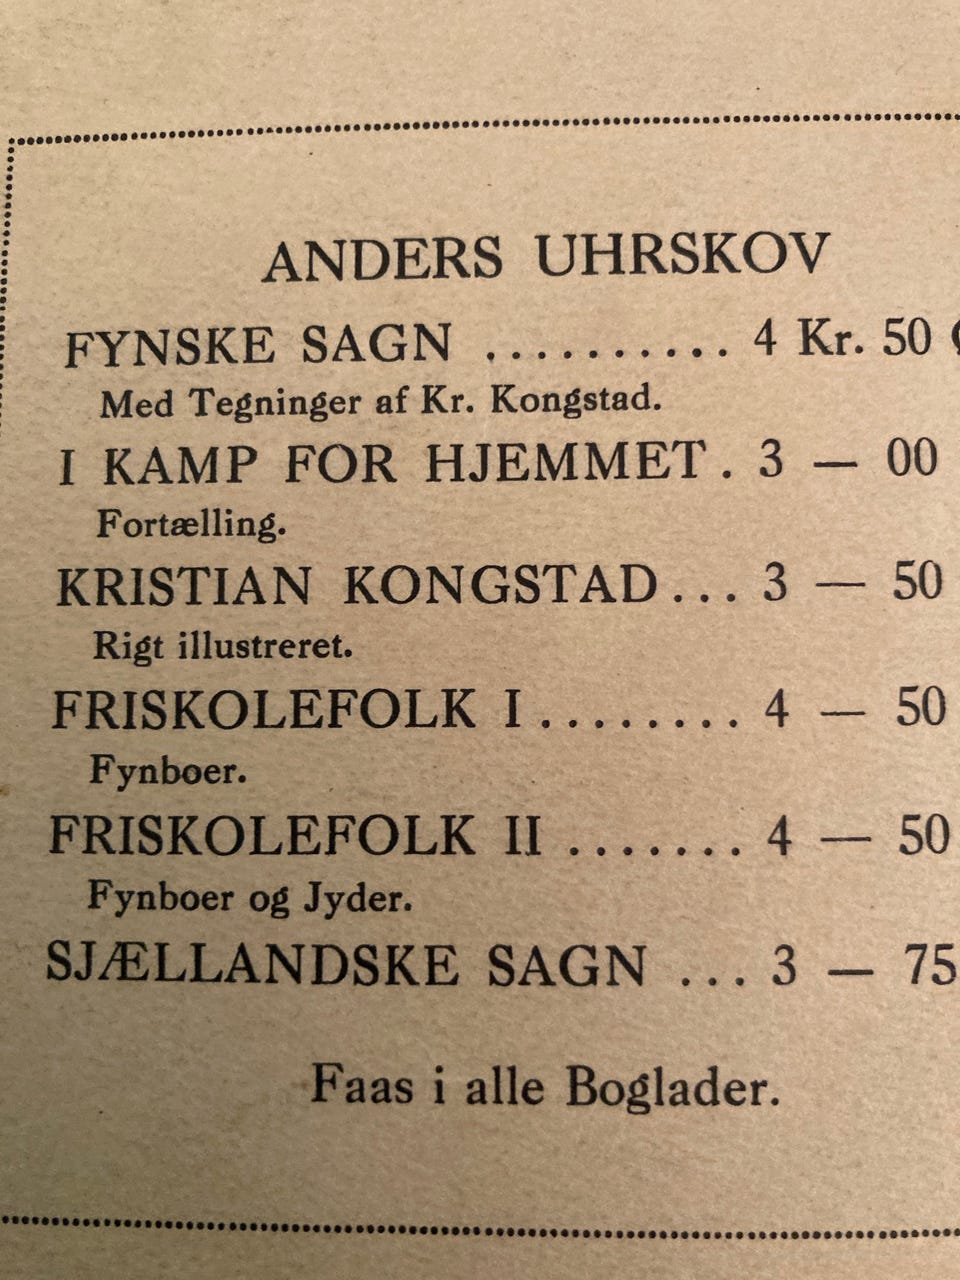 ANDERS UHRSKOV
FYNSKE SAGN .......... 4 Kr. 50
Med Tegninger af Kr. Kongstad.
I KAMP FOR HJEMMET . 3 — 00
Fortælling.
KRISTIAN KONGSTAD ... 3 — 50
Rigt illustreret.
FRISKOLEFOLK I ........ 4 — 50
Fynboer.
FRISKOLEFOLK II ....... 4 — 50
Fynboer og Jyder.
SJÆLLANDSKE SAGN ... 3 — 75
Faas i alle Boglader.